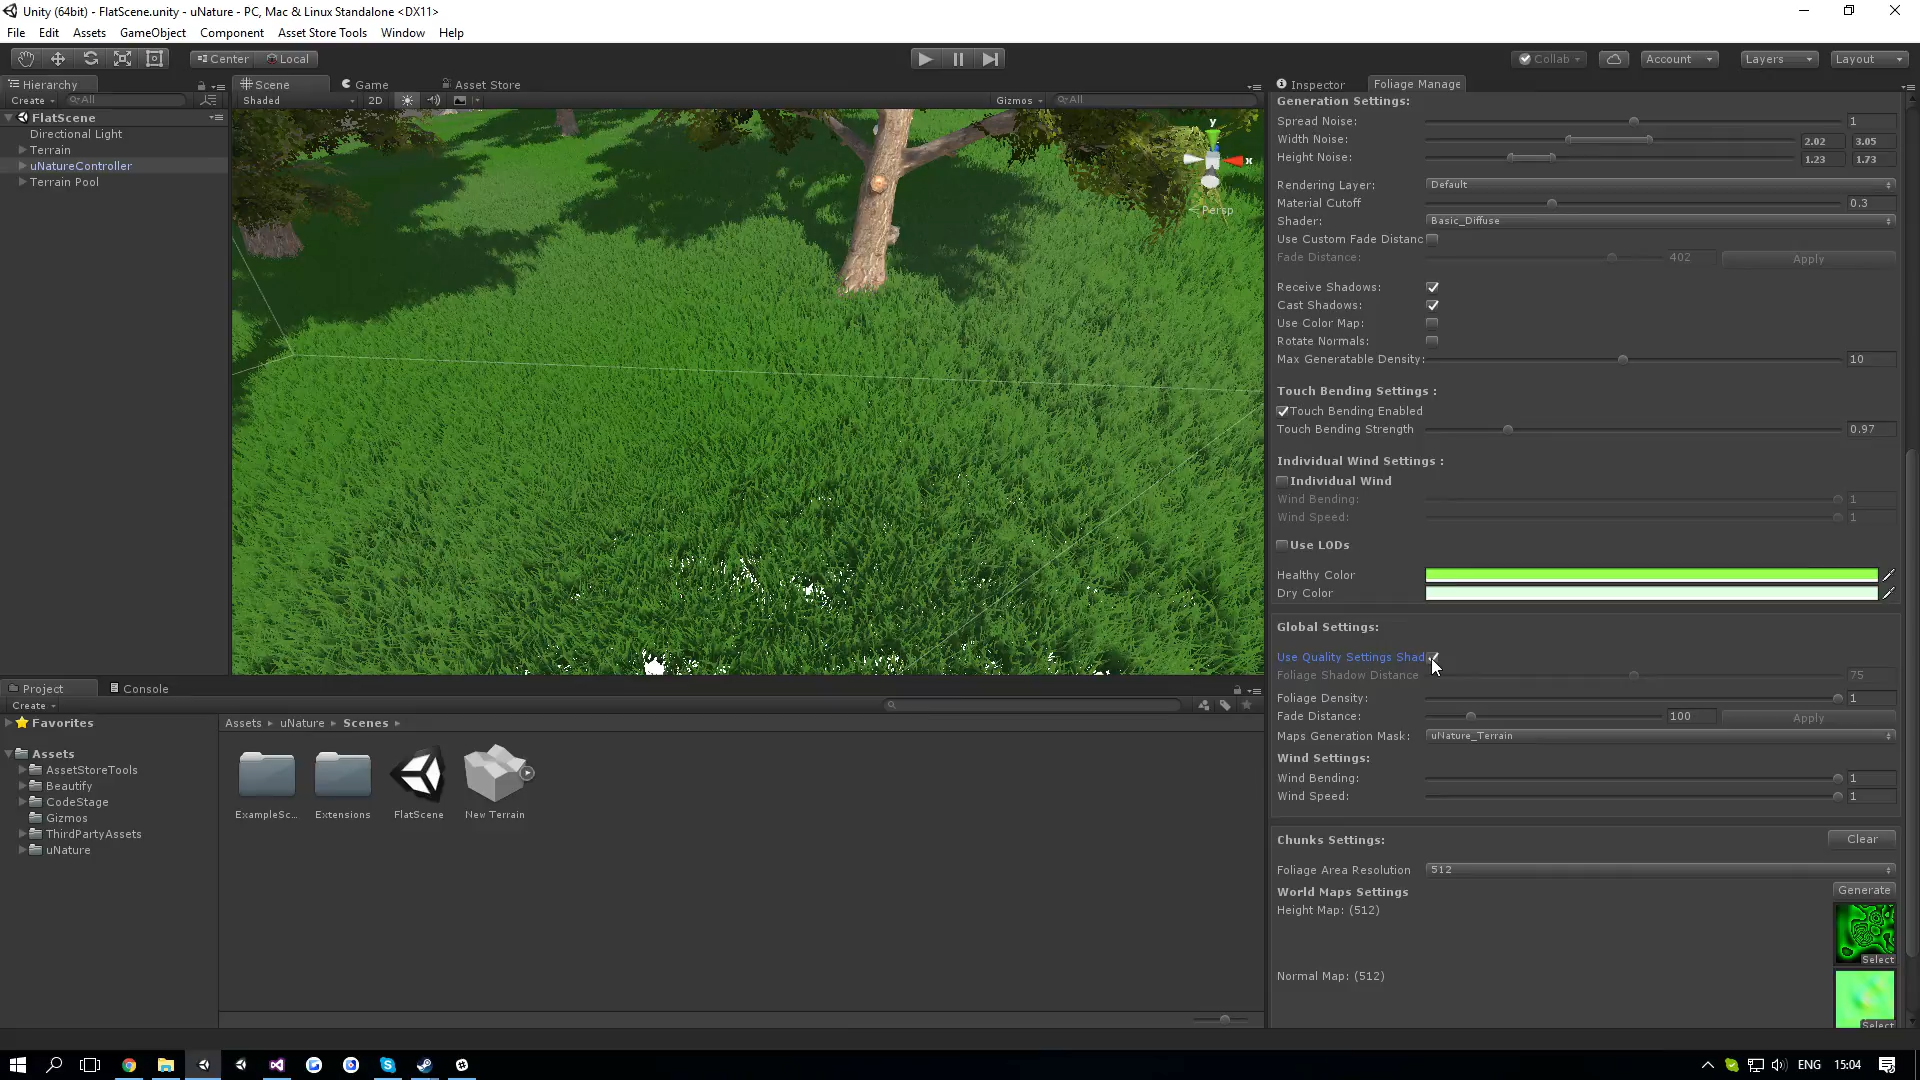 Unity (64bit) - FlatScene.unity - uNature - PC, Mac & Linux Standalone <DX11>
File Edit Assets GameObject Component Asset Store Tools Window Help
Center Local
Collab Account Layers Layout
Hierarchy
Create All
FlatScene
Directional Light
Terrain
uNatureController
Terrain Pool
Scene Game Asset Store
Shaded 2D Gizmos All
y
x
Persp
Inspector Foliage Manage
Generation Settings:
Spread Noise: 1
Width Noise: 2.02 3.05
Height Noise: 1.23 1.73
Rendering Layer: Default
Material Cutoff 0.3
Shader: Basic_Diffuse
Use Custom Fade Distanc
Fade Distance: 402 Apply
Receive Shadows:
Cast Shadows:
Use Color Map:
Rotate Normals:
Max Generatable Density: 10
Touch Bending Settings :
Touch Bending Enabled
Touch Bending Strength 0.97
Individual Wind Settings :
Individual Wind
Wind Bending: 1
Wind Speed: 1
Use LODs
Healthy Color
Dry Color
Global Settings:
Use Quality Settings Shad
Foliage Shadow Distance 75
Foliage Density: 1
Fade Distance: 100 Apply
Maps Generation Mask: uNature_Terrain
Wind Settings:
Wind Bending: 1
Wind Speed: 1
Chunks Settings: Clear
Foliage Area Resolution 512
World Maps Settings Generate
Height Map: (512)
Select
Normal Map: (512)
Select
Project Console
Create
Favorites
Assets
AssetStoreTools
Beautify
CodeStage
Gizmos
ThirdPartyAssets
uNature
Assets uNature Scenes
ExampleSc... Extensions FlatScene New Terrain
ENG 15:04